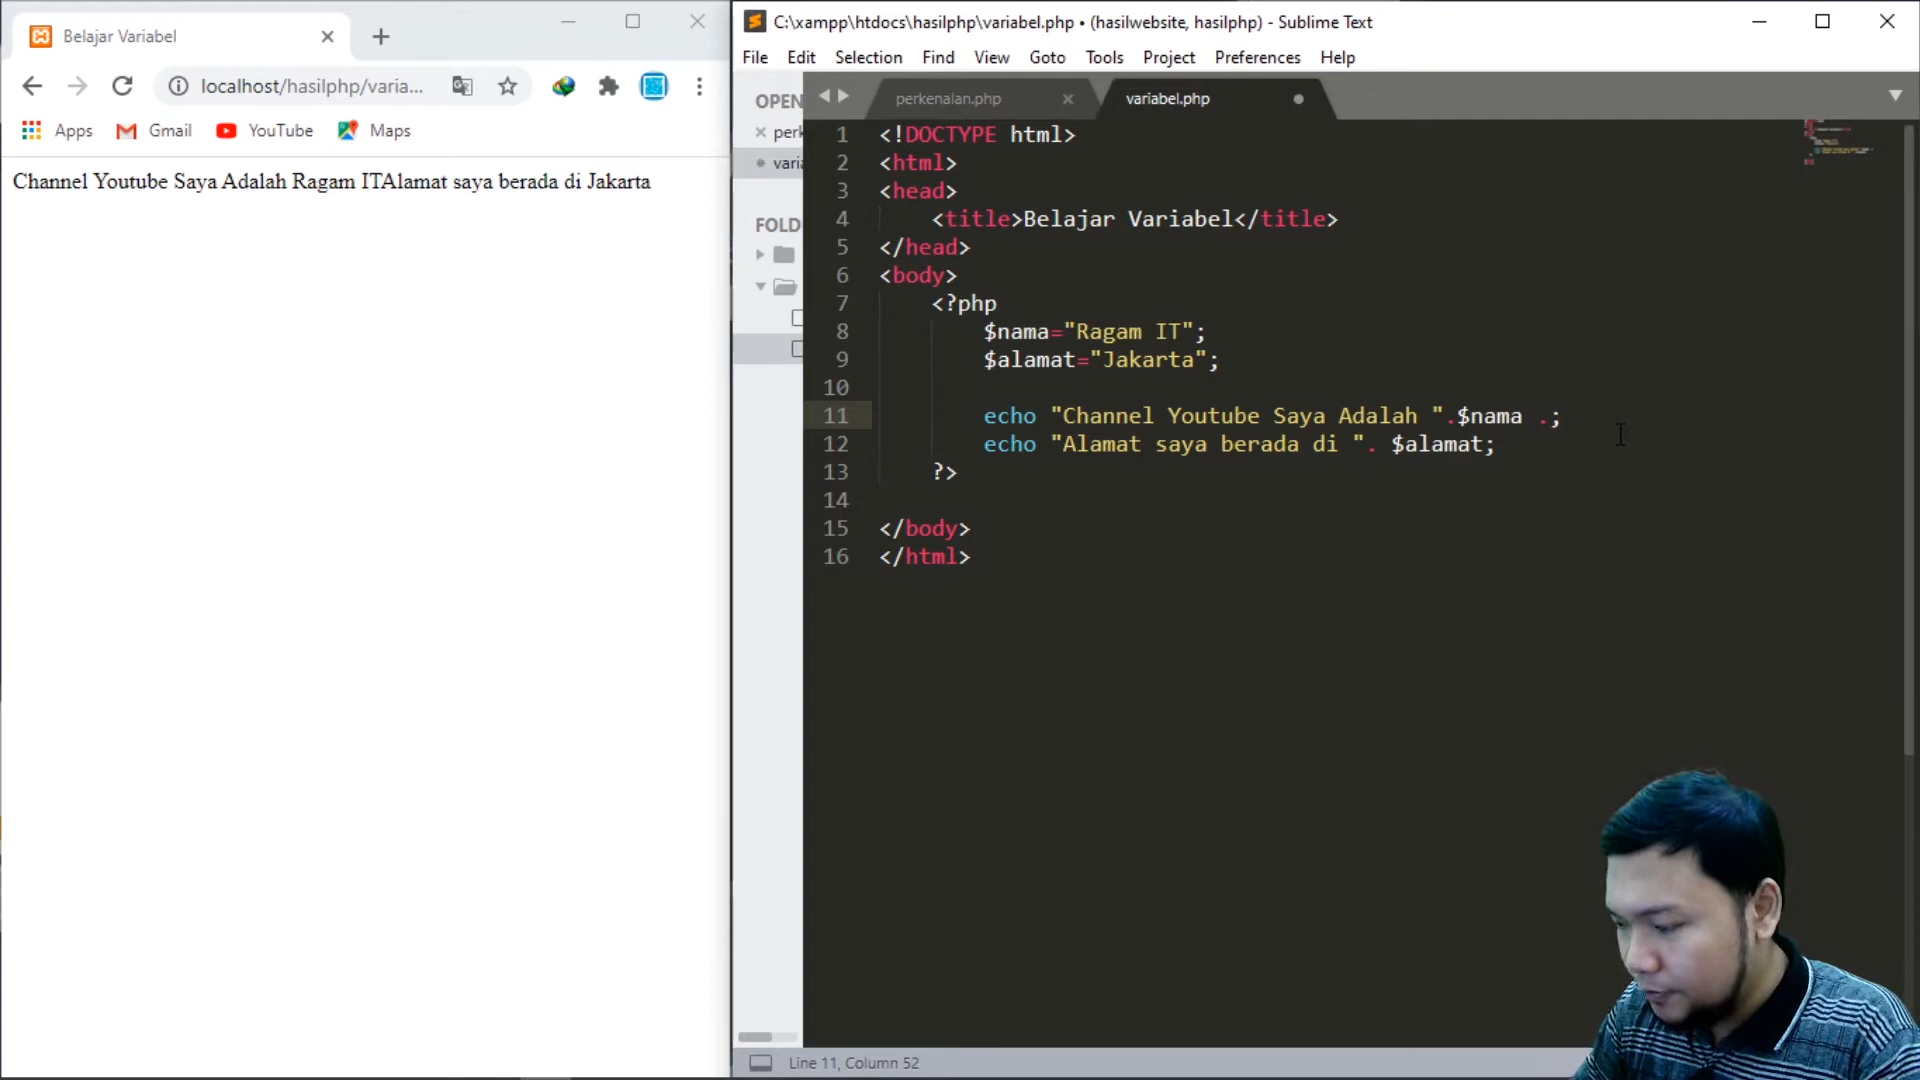 Belajar Variabel
localhost/hasilphp/varia...
Apps Gmail YouTube Maps
Channel Youtube Saya Adalah Ragam ITAlamat saya berada di Jakarta
C:\xampp\htdocs\hasilphp\variabel.php • (hasilwebsite, hasilphp) - Sublime Text
File Edit Selection Find View Goto Tools Project Preferences Help
OPEN
perk
varia
FOLD
perkenalan.php
variabel.php
1 <!DOCTYPE html>
2 <html>
3 <head>
4 <title>Belajar Variabel</title>
5 </head>
6 <body>
7 <?php
8 $nama="Ragam IT";
9 $alamat="Jakarta";
10
11 echo "Channel Youtube Saya Adalah ".$nama .;
12 echo "Alamat saya berada di ". $alamat;
13 ?>
14
15 </body>
16 </html>
Line 11, Column 52